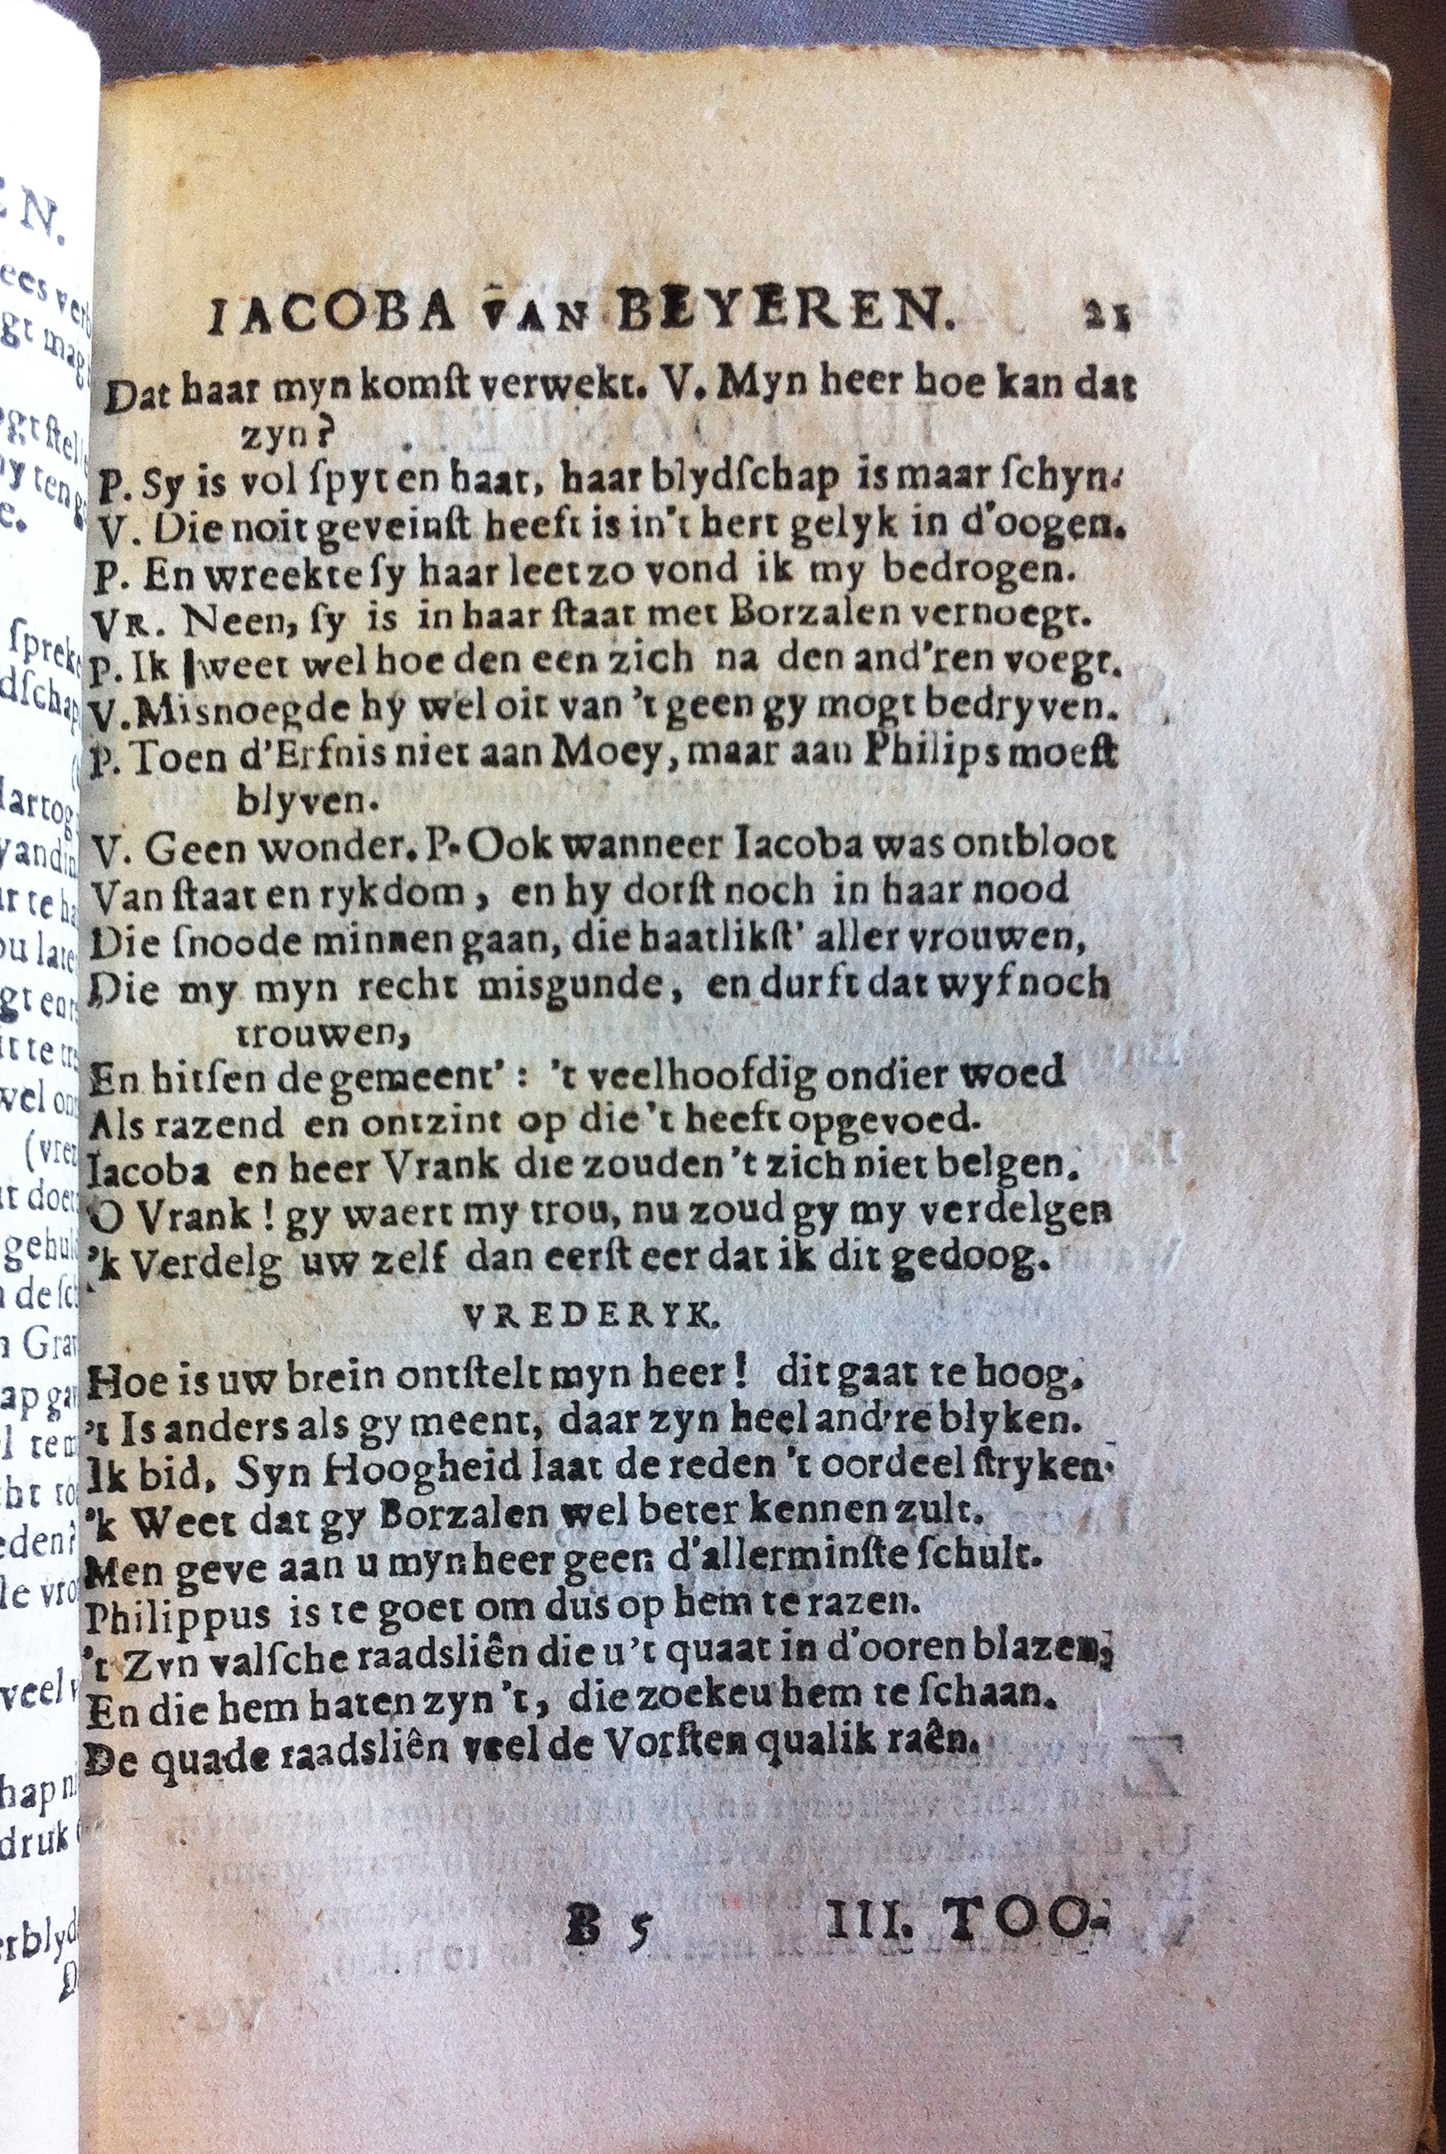 IACOBA VAN BEYEREN. 21
Dat haar myn komſt verwekt. V. Myn heer hoe kan dat
zyn?
P. Sy is vol ſpyt en haat, haar blydſchap is maar ſchyn.
V. Die noit geveinſt heeft is in't hert gelyk in d'oogen.
P. En wreekte ſy haar leet zo vond ik my bedrogen.
VR. Neen, ſy is in haar ſtaat met Borzalen vernoegt.
P. Ik weet wel hoe den een zich na den and'ren voegt.
V. Misnoegde hy wel oit van 't geen gy mogt bedryven.
P. Toen d'Erfnis niet aan Moey, maar aan Philips moeſt
blyven.
V. Geen wonder. P. Ook wanneer Iacoba was ontbloot
Van ſtaat en rykdom, en hy dorſt noch in haar nood
Die ſnoode minnen gaan, die haatlikſt' aller vrouwen,
Die my myn recht misgunde, en durft dat wyf noch
trouwen,
En hitſen de gemeent': 't veelhoofdig ondier woed
Als razend en ontzint op die 't heeft opgevoed.
Iacoba en heer Vrank die zouden 't zich niet belgen.
O Vrank! gy waert my trou, nu zoud gy my verdelgen
'k Verdelg uw zelf dan eerſt eer dat ik dit gedoog.
VREDERYK.
Hoe is uw brein ontſtelt myn heer! dit gaat te hoog.
't Is anders als gy meent, daar zyn heel and're blyken.
Ik bid, Syn Hoogheid laat de reden 't oordeel ſtryken.
'k Weet dat gy Borzalen wel beter kennen zult.
Men geve aan u mynheer geen d'allerminſte ſchult.
Philippus is te goet om dus op hem te razen.
't Zyn valſche raadsliên die u 't quaat in d'ooren blazen,
En die hem haten zyn 't, die zoekeu hem te ſchaan.
De quade raadsliên veel de Vorſten qualik raên.
B 5 III. TOO-